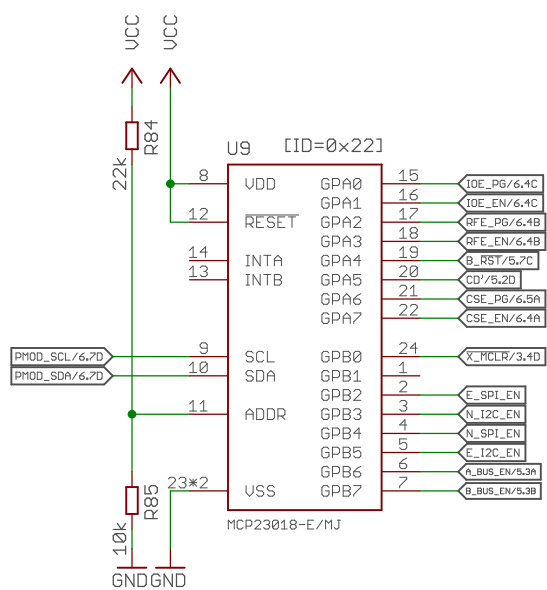 VCC
VCC
R84
22k
U9
[ID=0x22]
8 VDD GPA0 15 IOE_PG/6.4C
GPA1 16 IOE_EN/6.4C
12 RESET GPA2 17 RFE_PG/6.4B
GPA3 18 RFE_EN/6.4B
14 INTA GPA4 19 B_RST/5.7C
13 INTB GPA5 20 CD'/5.2D
GPA6 21 CSE_PG/6.5A
GPA7 22 CSE_EN/6.4A
PMOD_SCL/6.7D 9 SCL GPB0 24 X_MCLR/3.4D
PMOD_SDA/6.7D 10 SDA GPB1 1
GPB2 2 E_SPI_EN
11 ADDR GPB3 3 N_I2C_EN
GPB4 4 N_SPI_EN
GPB5 5 E_I2C_EN
GPB6 6 A_BUS_EN/5.3A
23*2 VSS GPB7 7 B_BUS_EN/5.3B
R85
10k
MCP23018-E/MJ
GND
GND